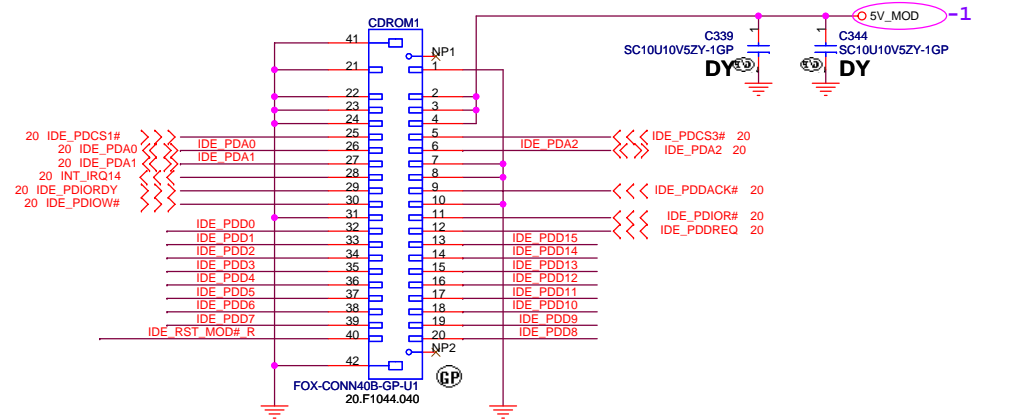 CDROM1
5V_MOD
-1
C339
SC10U10V5ZY-1GP
1
DY
C344
SC10U10V5ZY-1GP
1
DY
41
NP1
21
1
22
2
23
3
24
4
20 IDE_PDCS1#
25
5
IDE_PDCS3# 20
20 IDE_PDA0
IDE_PDA0
26
6
IDE_PDA2
IDE_PDA2 20
20 IDE_PDA1
IDE_PDA1
27
7
20 INT_IRQ14
28
8
20 IDE_PDIORDY
29
9
IDE_PDDACK# 20
20 IDE_PDIOW#
30
10
31
11
IDE_PDIOR# 20
IDE_PDD0
32
12
IDE_PDDREQ 20
IDE_PDD1
33
13
IDE_PDD15
IDE_PDD2
34
14
IDE_PDD14
IDE_PDD3
35
15
IDE_PDD13
IDE_PDD4
36
16
IDE_PDD12
IDE_PDD5
37
17
IDE_PDD11
IDE_PDD6
38
18
IDE_PDD10
IDE_PDD7
39
19
IDE_PDD9
IDE_RST_MOD#_R
40
20
IDE_PDD8
NP2
42
GP
FOX-CONN40B-GP-U1
20.F1044.040